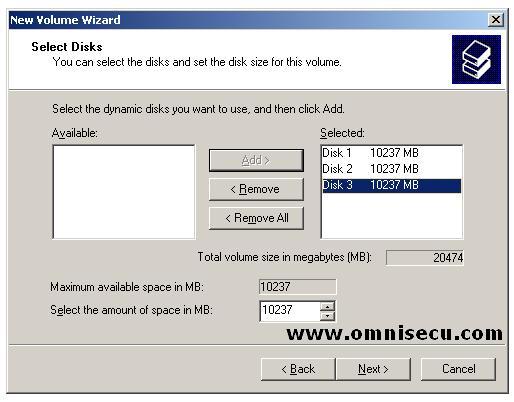 New Volume Wizard
Select Disks
You can select the disks and set the disk size for this volume.
Select the dynamic disks you want to use, and then click Add.
Available:
Selected:
Add >
< Remove
< Remove All
Disk 1 10237 MB
Disk 2 10237 MB
Disk 3 10237 MB
Total volume size in megabytes (MB): 20474
Maximum available space in MB: 10237
Select the amount of space in MB: 10237
www.omnisecu.com
< Back
Next >
Cancel